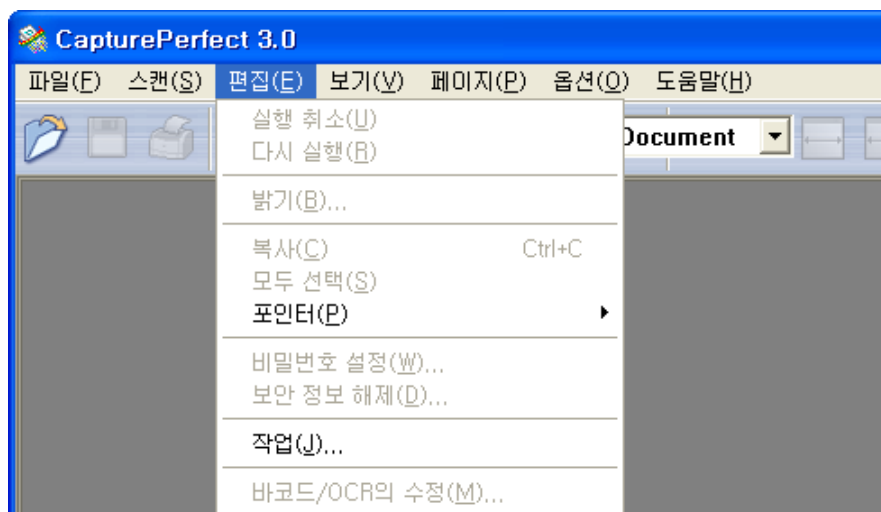 CapturePerfect 3.0
파일(F) 스캔(S) 편집(E) 보기(V) 페이지(P) 옵션(O) 도움말(H)
Document
실행 취소(U)
다시 실행(R)
밝기(B)...
복사(C) Ctrl+C
모두 선택(S)
포인터(P)
비밀번호 설정(W)...
보안 정보 해제(D)...
작업(J)...
바코드/OCR의 수정(M)...